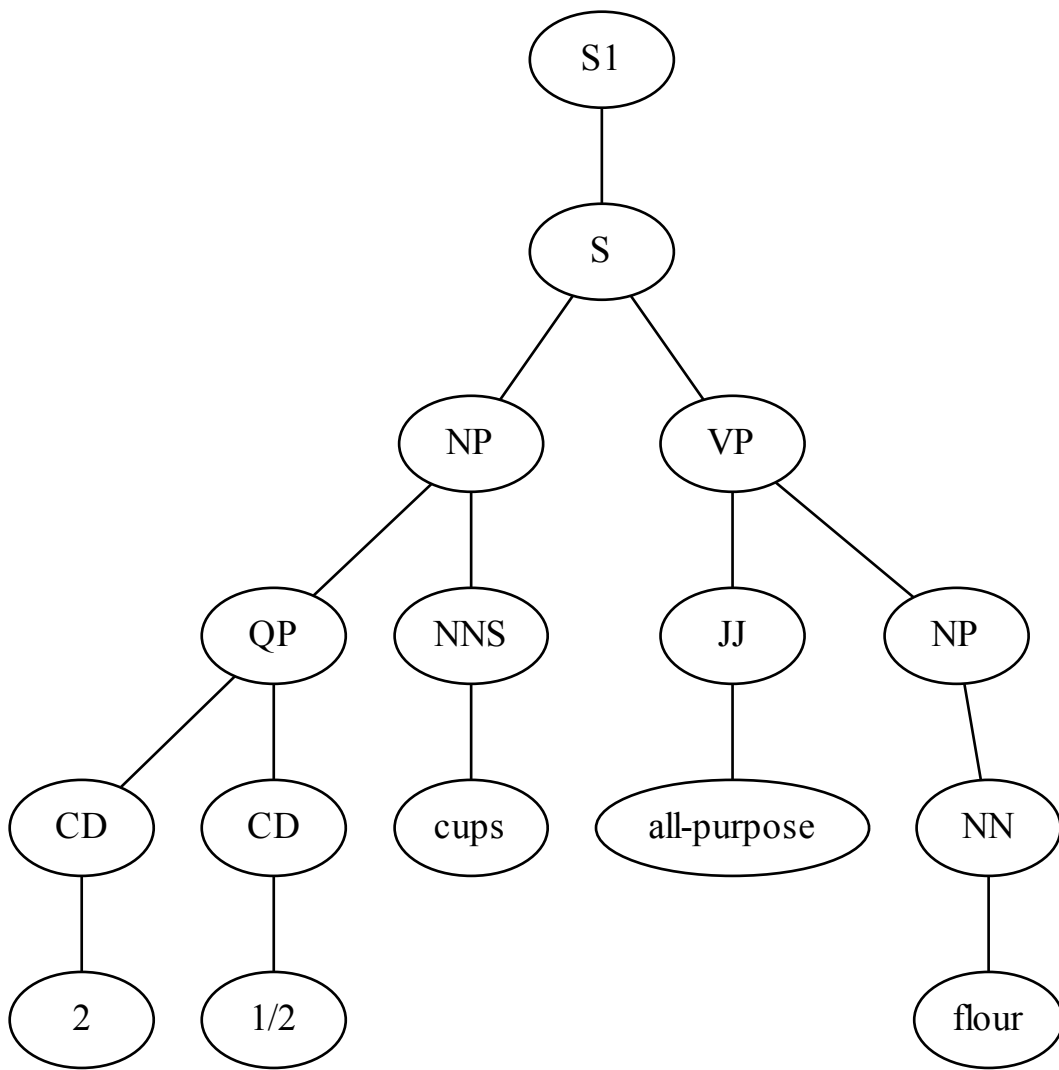 S1
S
NP VP
QP NNS JJ NP
CD CD cups all-purpose NN
2 1/2 flour